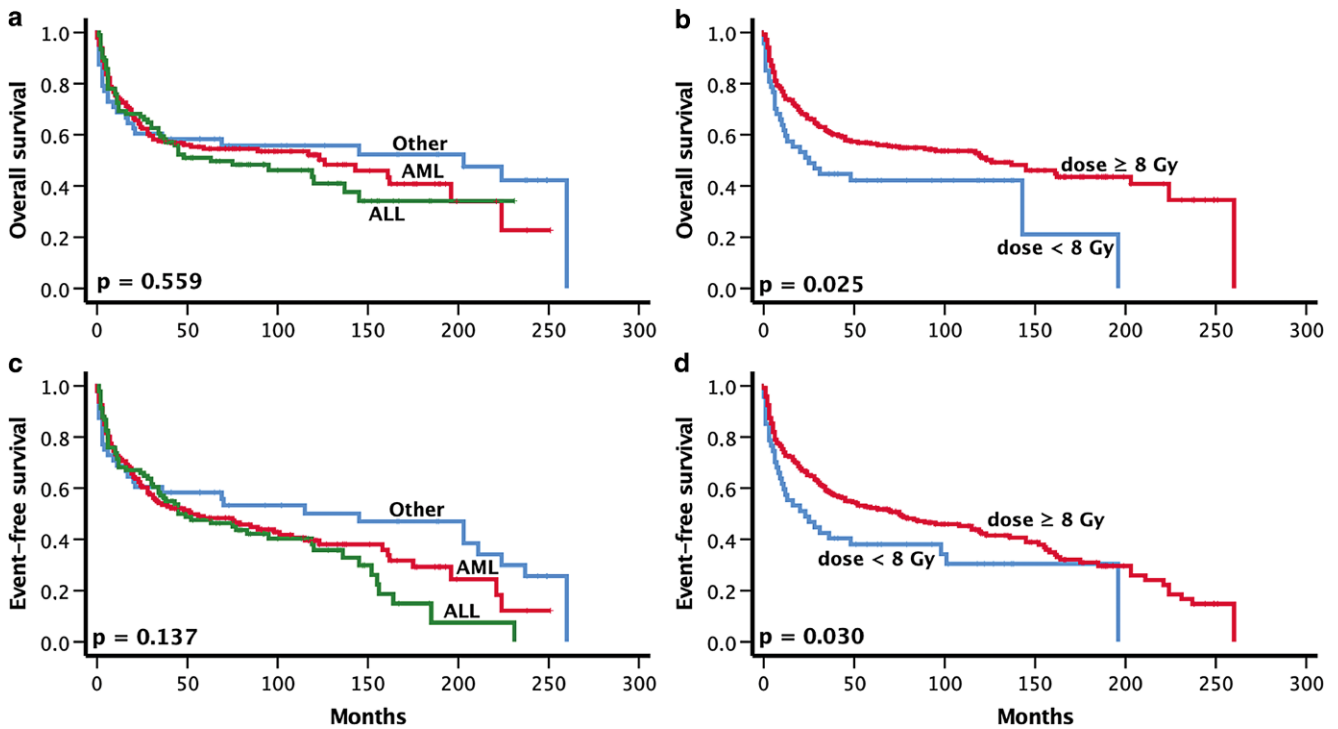 a
Overall survival
1.0
0.8
0.6
0.4
0.2
0.0
Other
AML
ALL
p = 0.559
0 50 100 150 200 250 300
b
Overall survival
1.0
0.8
0.6
0.4
0.2
0.0
dose ≥ 8 Gy
dose < 8 Gy
p = 0.025
0 50 100 150 200 250 300
c
Event-free survival
1.0
0.8
0.6
0.4
0.2
0.0
Other
AML
ALL
p = 0.137
0 50 100 150 200 250 300
Months
d
Event-free survival
1.0
0.8
0.6
0.4
0.2
0.0
dose ≥ 8 Gy
dose < 8 Gy
p = 0.030
0 50 100 150 200 250 300
Months